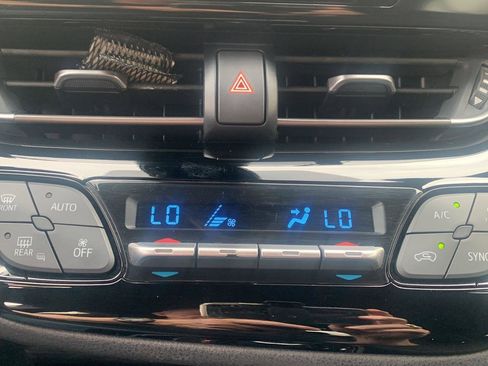 LO LO
FRONT AUTO A/C
REAR OFF SYNC